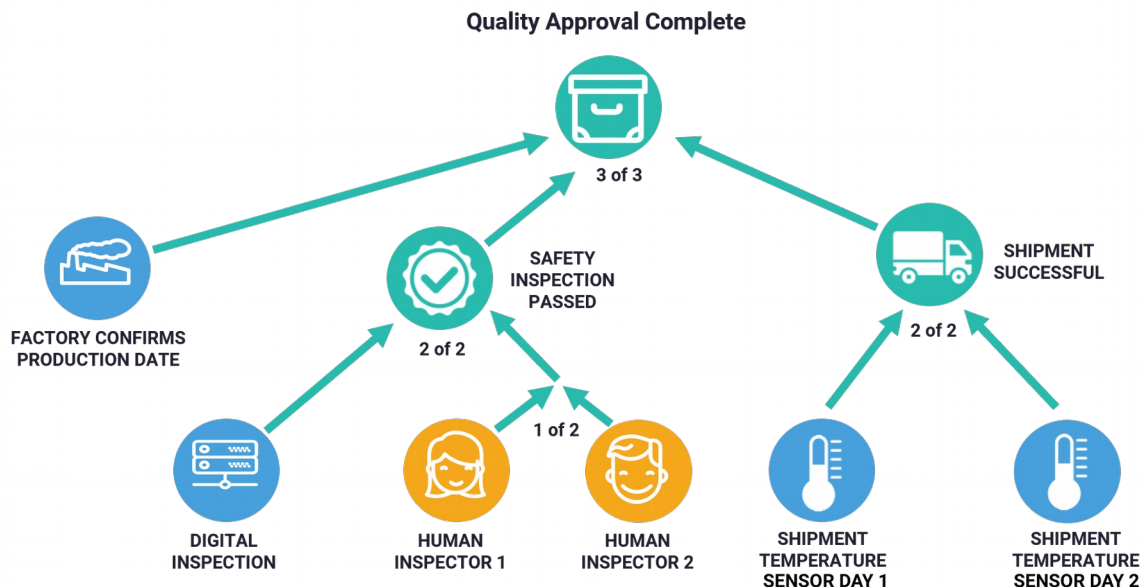 Quality Approval Complete
3 of 3
SAFETY
INSPECTION
PASSED
SHIPMENT
SUCCESSFUL
FACTORY CONFIRMS
PRODUCTION DATE
2 of 2
2 of 2
1 of 2
DIGITAL
INSPECTION
HUMAN
INSPECTOR 1
HUMAN
INSPECTOR 2
SHIPMENT
TEMPERATURE
SENSOR DAY 1
SHIPMENT
TEMPERATURE
SENSOR DAY 2